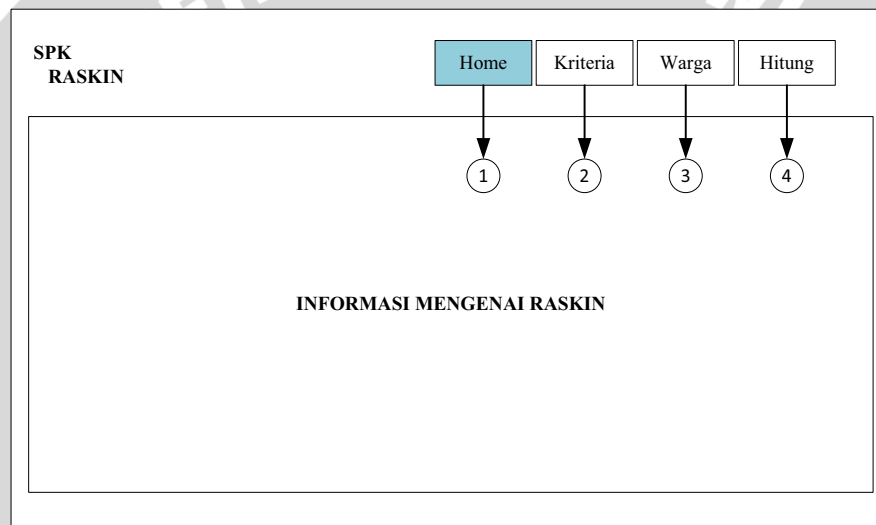 SPK
RASKIN
Home
Kriteria
Warga
Hitung
1
2
3
4
INFORMASI MENGENAI RASKIN